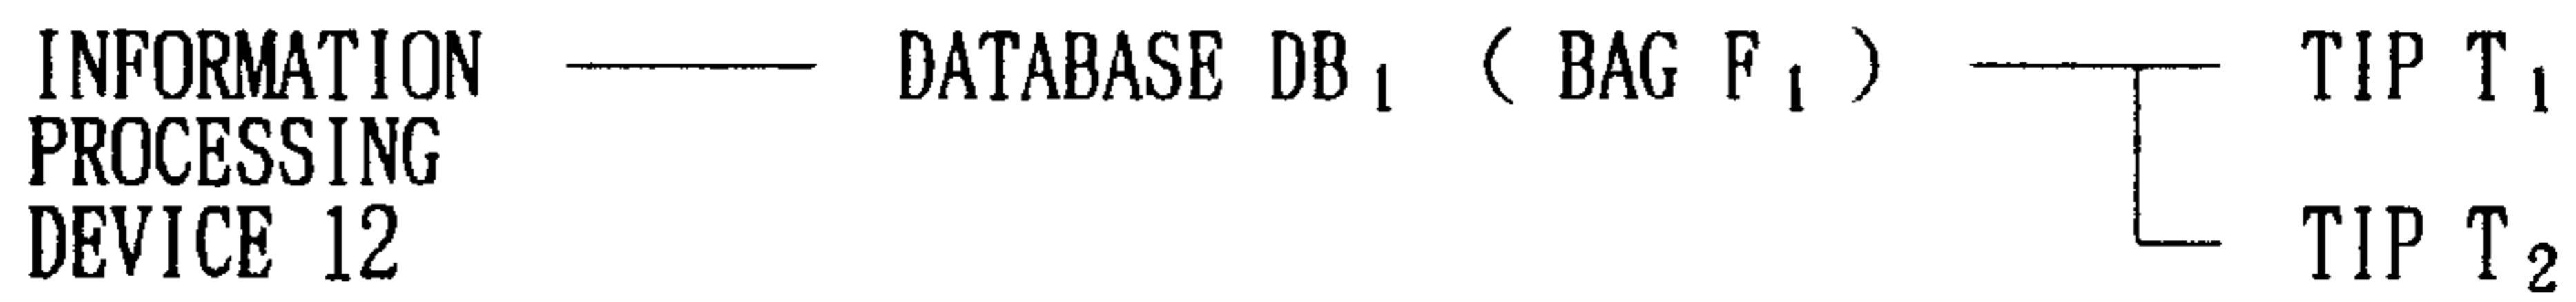 INFORMATION PROCESSING DEVICE 12 DATABASE DB₁ ( BAG F₁ ) TIP T₁
TIP T₂